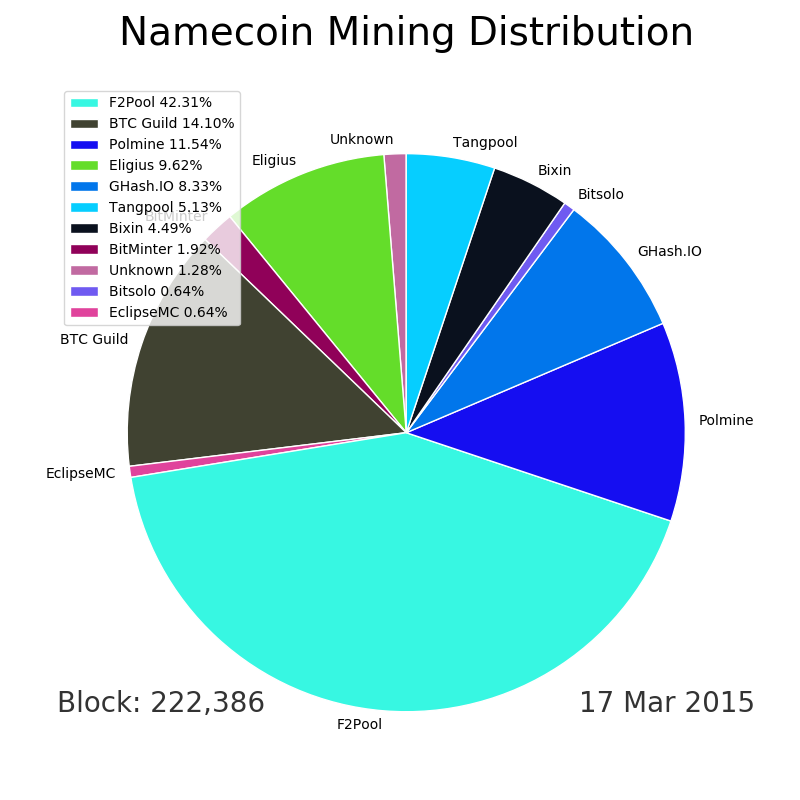 Namecoin Mining Distribution
F2Pool 42.31%
BTC Guild 14.10%
Polmine 11.54%
Eligius 9.62%
GHash.IO 8.33%
Tangpool 5.13%
Bixin 4.49%
BitMinter 1.92%
Unknown 1.28%
Bitsolo 0.64%
EclipseMC 0.64%
Unknown
Tangpool
Eligius
Bixin
Bitsolo
BitMinter
GHash.IO
BTC Guild
Polmine
EclipseMC
Block: 222,386
17 Mar 2015
F2Pool